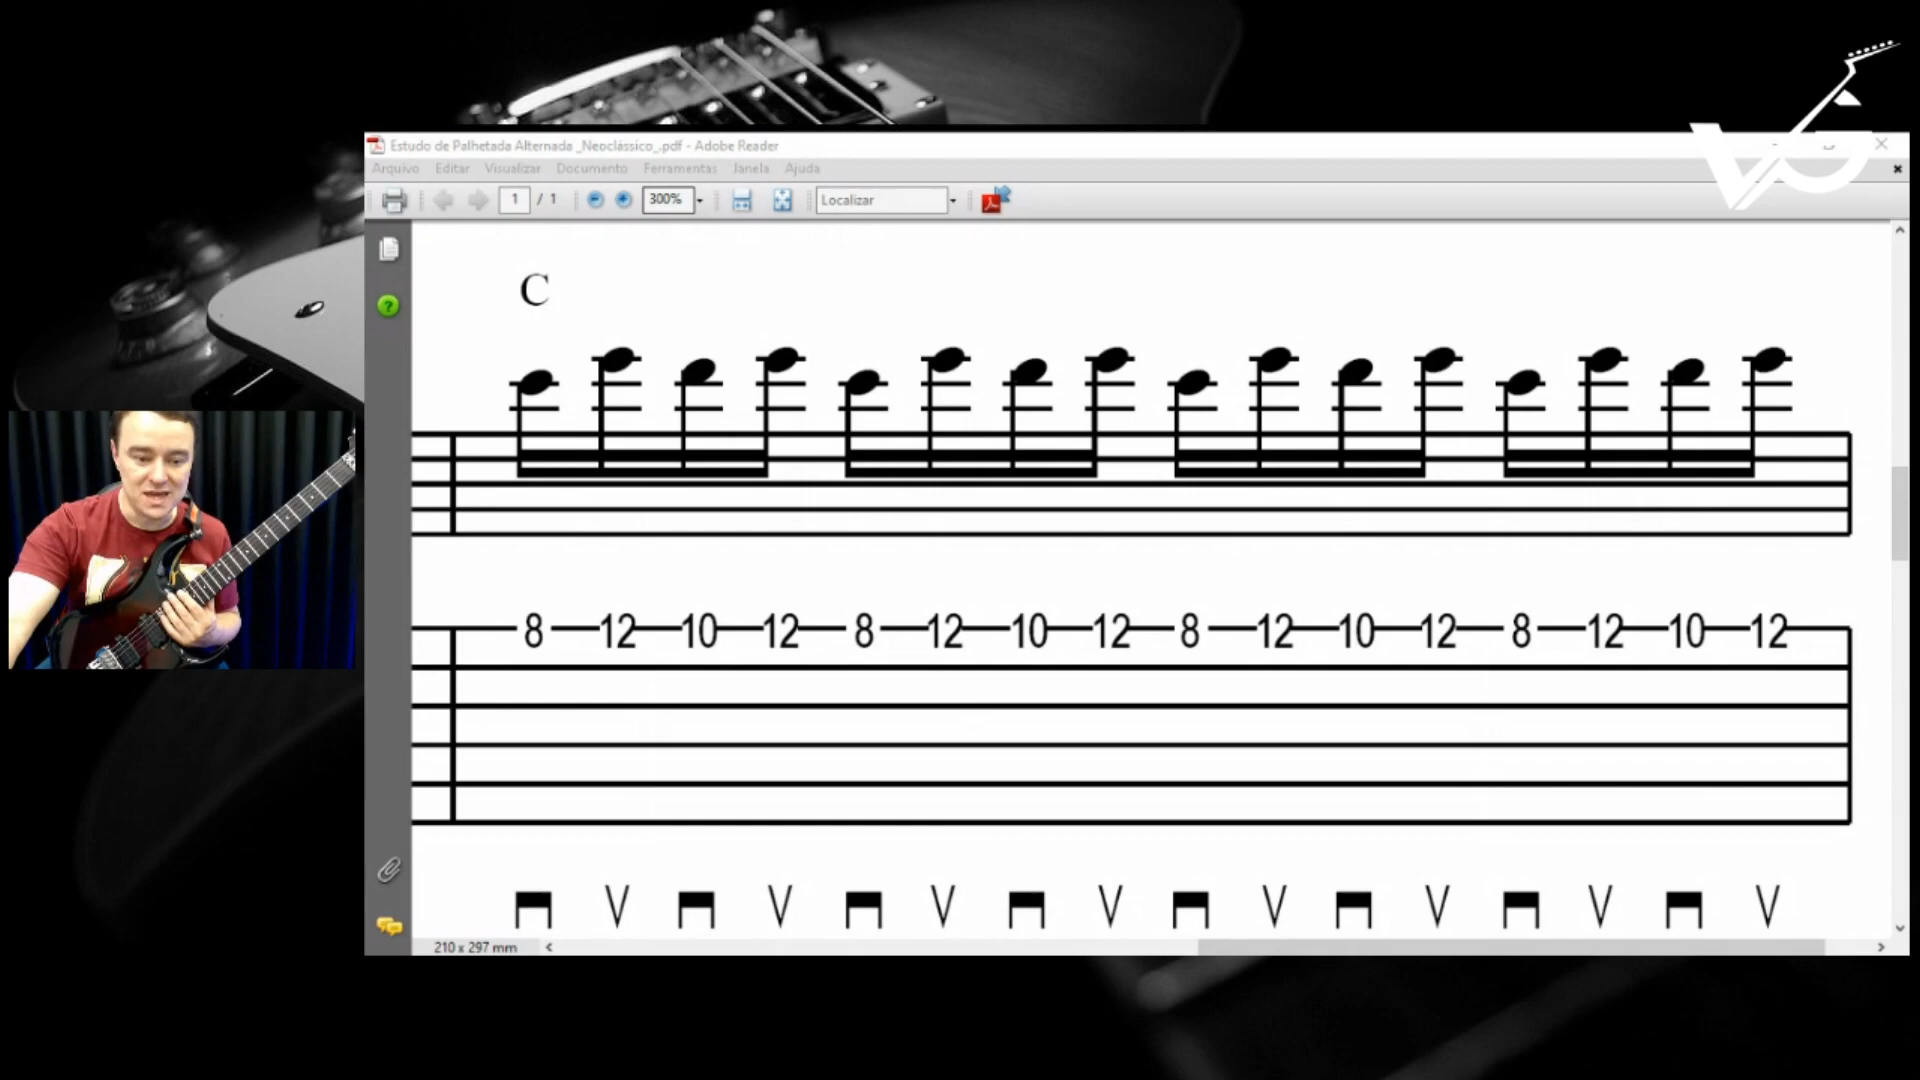 Estudo de Palhetada Alternada _Neoclássico_.pdf - Adobe Reader
Arquivo Editar Visualizar Documento Ferramentas Janela Ajuda
1 / 1 300% Localizar
C
8 12 10 12 8 12 10 12 8 12 10 12 8 12 10 12
V V V V V V V V
210 x 297 mm